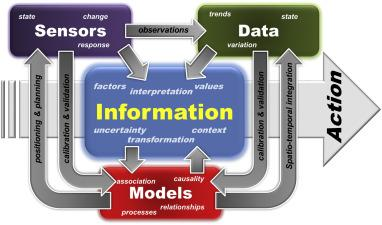 state
change
Sensors
response
observations
trends
state
Data
variation
factors
values
interpretation
Information
uncertainty
context
transformation
association
causality
Models
processes
relationships
positioning & planning
calibration & validation
calibration & validation
Spatio-temporal integration
Action